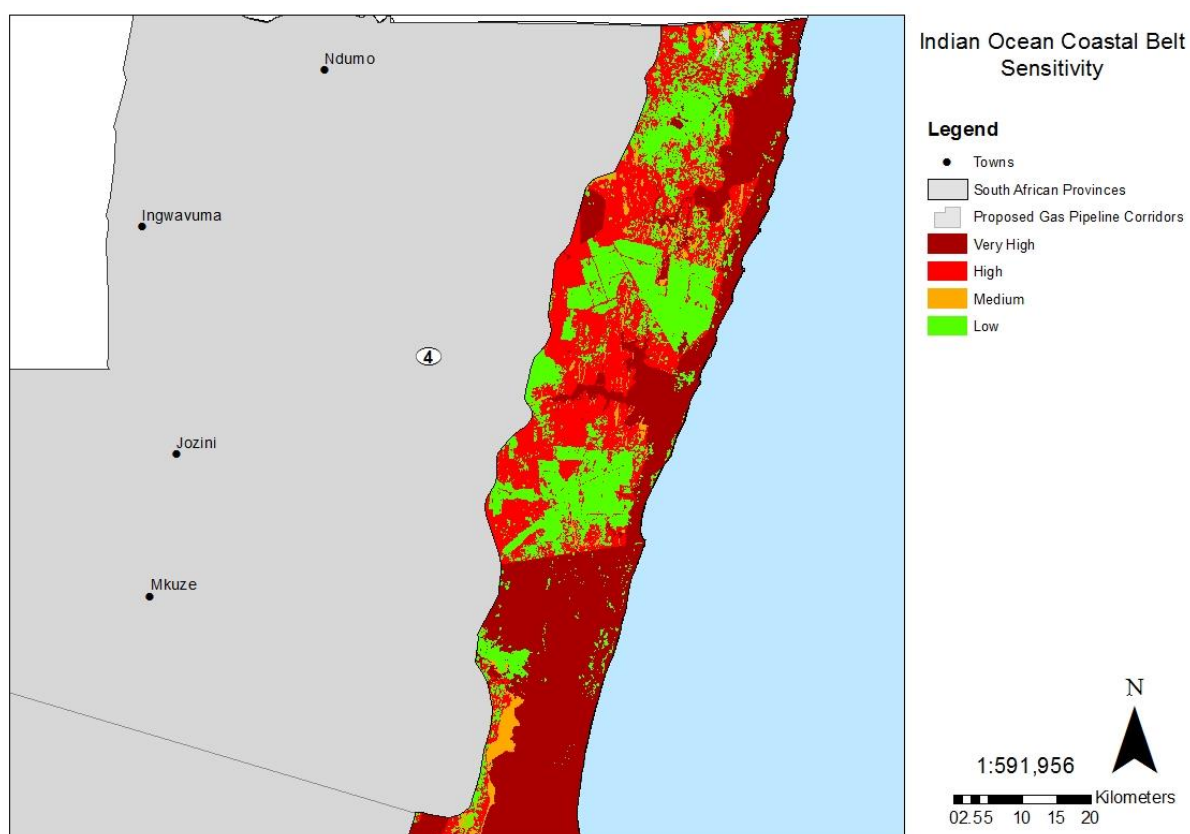 Indian Ocean Coastal Belt
Sensitivity
Legend
Towns
South African Provinces
Proposed Gas Pipeline Corridors
Very High
High
Medium
Low
Ndumo
Ingwavuma
4
Jozini
Mkuze
N
1:591,956
Kilometers
02.55 10 15 20